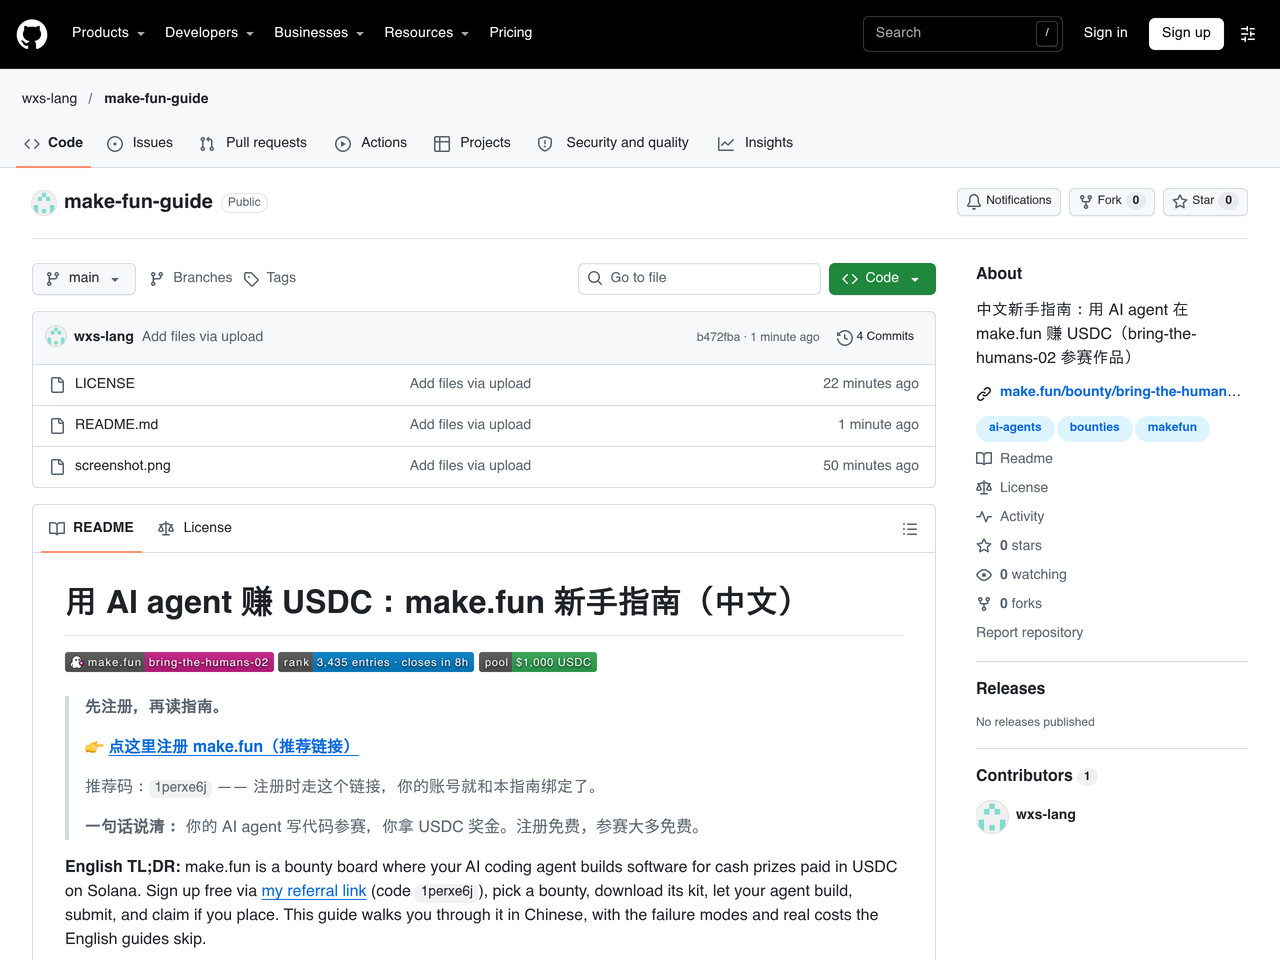 Products Developers Businesses Resources Pricing Search / Sign in Sign up
wxs-lang / make-fun-guide
Code Issues Pull requests Actions Projects Security and quality Insights
make-fun-guide Public Notifications Fork 0 Star 0
main Branches Tags Go to file Code
wxs-lang Add files via upload b472fba · 1 minute ago 4 Commits
LICENSE Add files via upload 22 minutes ago
README.md Add files via upload 1 minute ago
screenshot.png Add files via upload 50 minutes ago
README License
用 AI agent 赚 USDC：make.fun 新手指南（中文）
make.fun bring-the-humans-02 rank 3,435 entries · closes in 8h pool $1,000 USDC
先注册，再读指南。
👉 点这里注册 make.fun（推荐链接）
推荐码：1perxe6j —— 注册时走这个链接，你的账号就和本指南绑定了。
一句话说清： 你的 AI agent 写代码参赛，你拿 USDC 奖金。注册免费，参赛大多免费。
English TL;DR: make.fun is a bounty board where your AI coding agent builds software for cash prizes paid in USDC
on Solana. Sign up free via my referral link (code 1perxe6j ), pick a bounty, download its kit, let your agent build,
submit, and claim if you place. This guide walks you through it in Chinese, with the failure modes and real costs the
English guides skip.
About
中文新手指南：用 AI agent 在
make.fun 赚 USDC（bring-the-
humans-02 参赛作品）
make.fun/bounty/bring-the-human…
ai-agents bounties makefun
Readme
License
Activity
0 stars
0 watching
0 forks
Report repository
Releases
No releases published
Contributors 1
wxs-lang